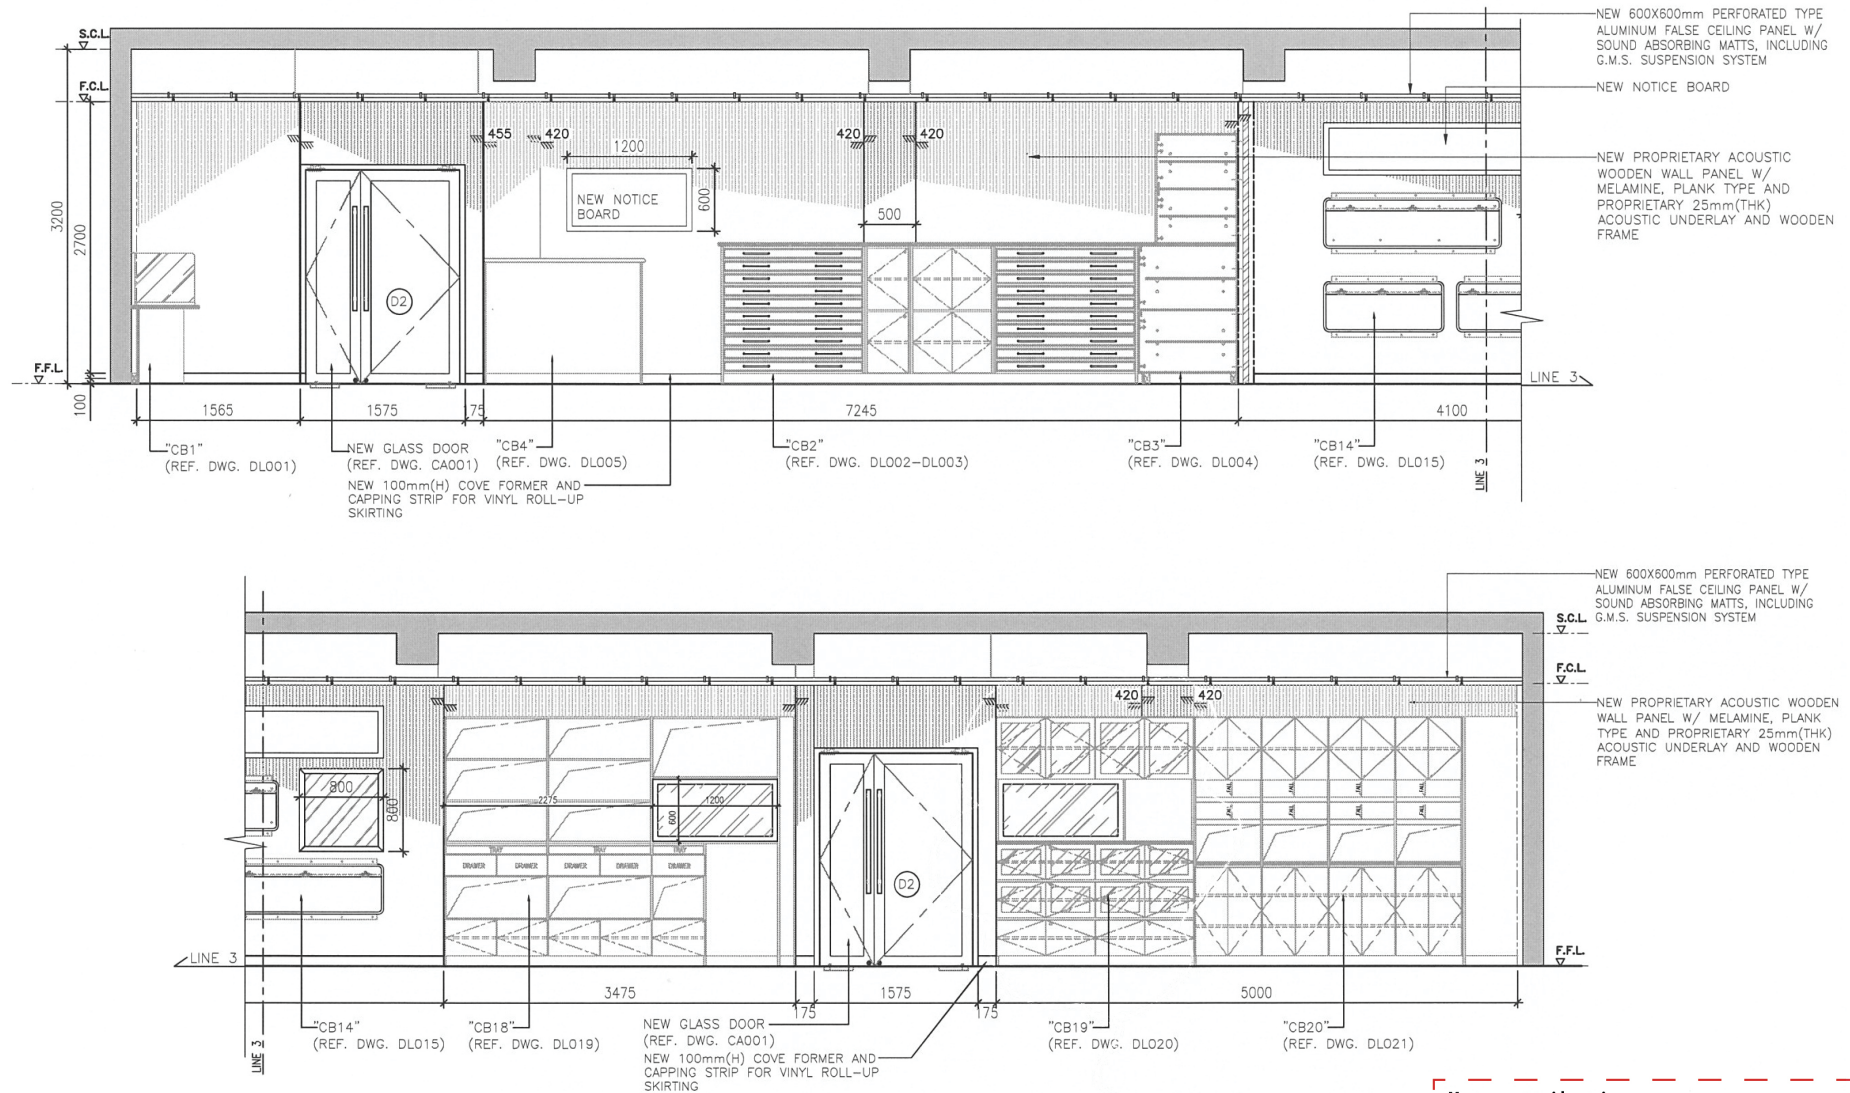 S.C.L.
F.C.L.
F.F.L.
3200
2700
100
455
420
1200
600
NEW NOTICE
BOARD
420
420
500
D2
NEW 600X600mm PERFORATED TYPE
ALUMINUM FALSE CEILING PANEL W/
SOUND ABSORBING MATTS, INCLUDING
G.M.S. SUSPENSION SYSTEM
NEW NOTICE BOARD
NEW PROPRIETARY ACOUSTIC
WOODEN WALL PANEL W/
MELAMINE, PLANK TYPE AND
PROPRIETARY 25mm(THK)
ACOUSTIC UNDERLAY AND WOODEN
FRAME
LINE 3
1565
1575
175
7245
4100
"CB1"
(REF. DWG. DL001)
NEW GLASS DOOR
(REF. DWG. CA001)
NEW 100mm(H) COVE FORMER AND
CAPPING STRIP FOR VINYL ROLL-UP
SKIRTING
"CB4"
(REF. DWG. DL005)
"CB2"
(REF. DWG. DL002-DL003)
"CB3"
(REF. DWG. DL004)
"CB14"
(REF. DWG. DL015)
LINE 3
NEW 600X600mm PERFORATED TYPE
ALUMINUM FALSE CEILING PANEL W/
SOUND ABSORBING MATTS, INCLUDING
G.M.S. SUSPENSION SYSTEM
S.C.L.
F.C.L.
NEW PROPRIETARY ACOUSTIC WOODEN
WALL PANEL W/ MELAMINE, PLANK
TYPE AND PROPRIETARY 25mm(THK)
ACOUSTIC UNDERLAY AND WOODEN
FRAME
F.F.L.
420
420
800
800
2275
1200
600
TRAY
TRAY
TRAY
DRAWER
DRAWER
DRAWER
DRAWER
DRAWER
D2
LINE 3
3475
175
1575
175
5000
"CB14"
(REF. DWG. DL015)
LINE 3
"CB18"
(REF. DWG. DL019)
NEW GLASS DOOR
(REF. DWG. CA001)
NEW 100mm(H) COVE FORMER AND
CAPPING STRIP FOR VINYL ROLL-UP
SKIRTING
"CB19"
(REF. DWG. DL020)
"CB20"
(REF. DWG. DL021)